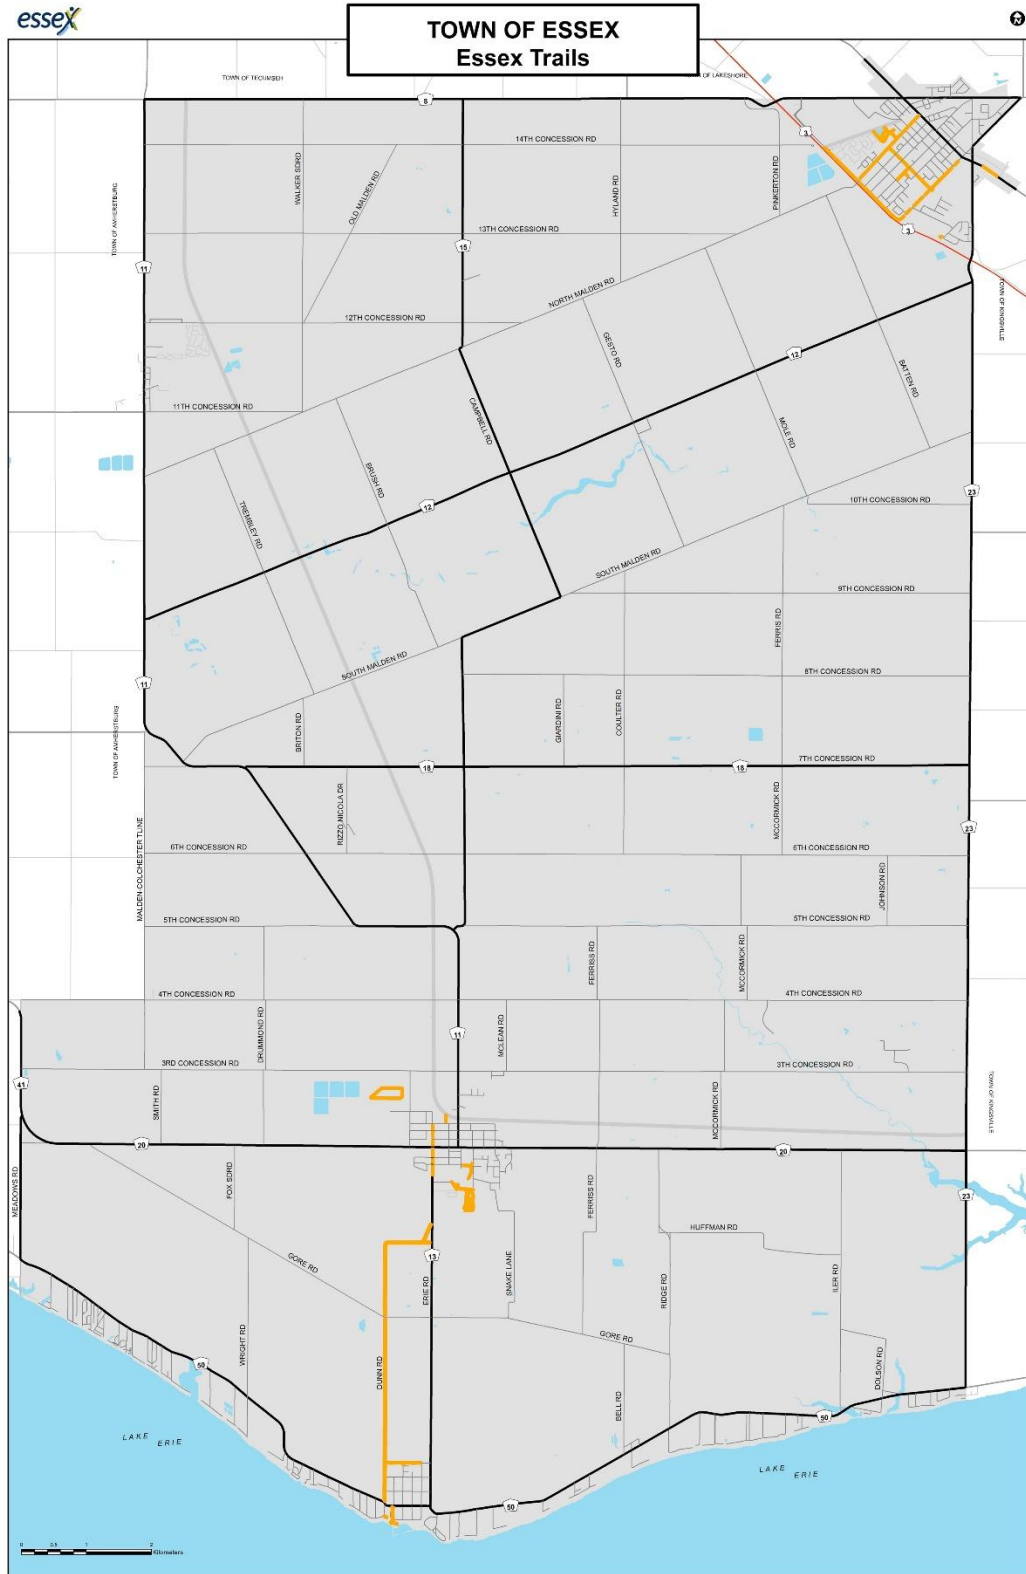 essex
TOWN OF ESSEX
Essex Trails
N
TOWN OF TECUMSEH
TOWN OF LAKESHORE
8
3
14TH CONCESSION RD
WALKER SDRD
OLD MALDEN RD
HYLAND RD
PINKERTON RD
TOWN OF AMHERSTBURG
13TH CONCESSION RD
3
15
11
NORTH MALDEN RD
TOWN OF KINGSVILLE
12TH CONCESSION RD
GESTO RD
12
BATTEN RD
11TH CONCESSION RD
CAMPBELL RD
MOLE RD
BRUSH RD
23
TREMBLEY RD
12
10TH CONCESSION RD
SOUTH MALDEN RD
9TH CONCESSION RD
FERRIS RD
SOUTH MALDEN RD
8TH CONCESSION RD
11
BRITON RD
GIARDINI RD
COULTER RD
TOWN OF AMHERSTBURG
7TH CONCESSION RD
18
18
RIZZO NICOLA DR
MCCORMICK RD
23
MALDEN-COLCHESTER TLINE
6TH CONCESSION RD
6TH CONCESSION RD
JOHNSON RD
5TH CONCESSION RD
5TH CONCESSION RD
FERRISS RD
MCCORMICK RD
4TH CONCESSION RD
4TH CONCESSION RD
DRUMMOND RD
11
MCLEAN RD
3RD CONCESSION RD
3TH CONCESSION RD
41
SMITH RD
MCCORMICK RD
TOWN OF KINGSVILLE
20
20
MEADOWS RD
FOX SDRD
FERRISS RD
23
HUFFMAN RD
GORE RD
13
ERIE RD
SNAKE LANE
RIDGE RD
ILER RD
GORE RD
WRIGHT RD
50
DUNN RD
DOLSON RD
BELL RD
50
LAKE ERIE
LAKE ERIE
50
0 0.5 1 2
Kilometers